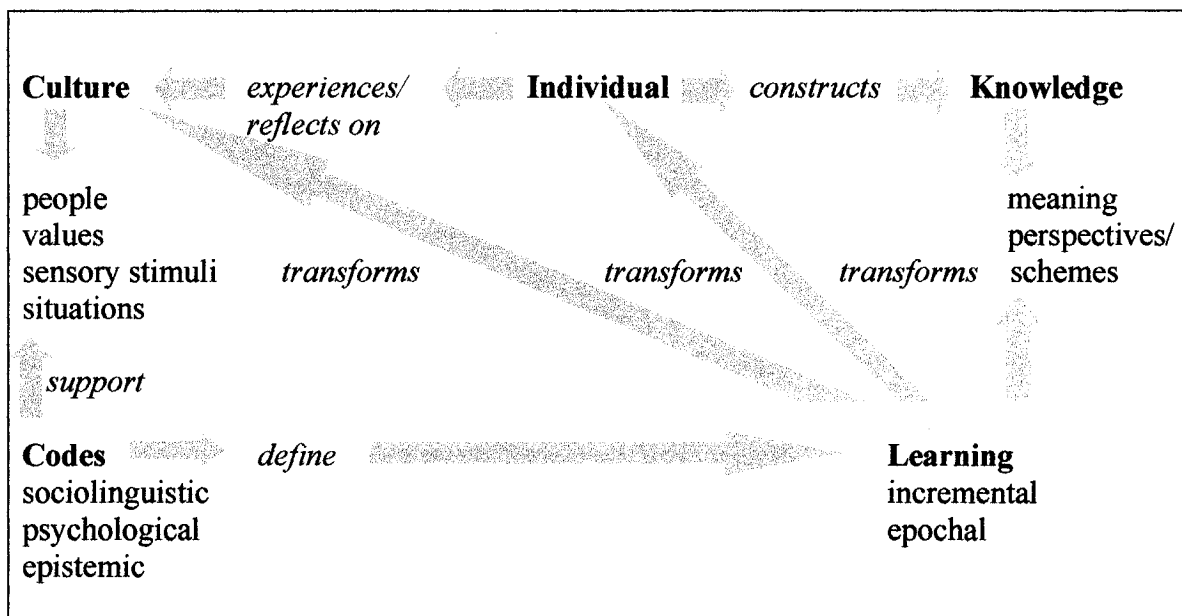 Culture experiences/ Individual constructs Knowledge
reflects on
people meaning
values perspectives/
sensory stimuli transforms transforms transforms schemes
situations
support
Codes define Learning
sociolinguistic incremental
psychological epochal
epistemic